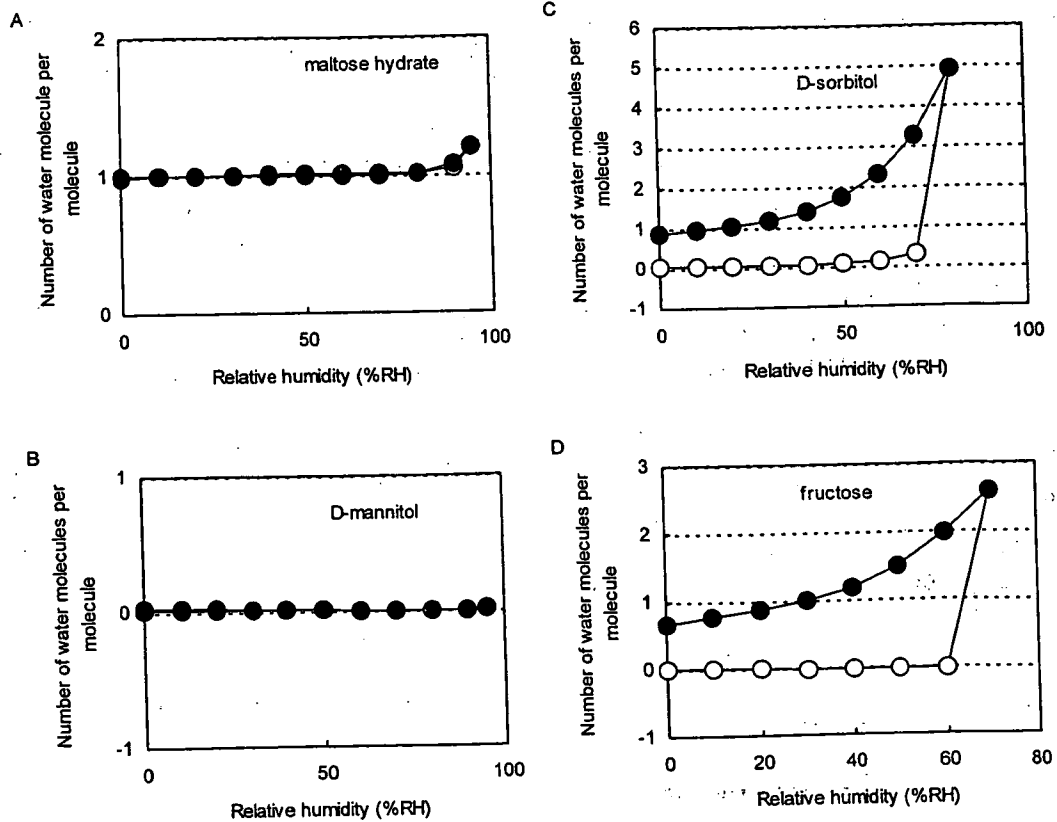 A
Number of water molecule per
molecule
2
1
0
maltose hydrate
0
50
100
Relative humidity (%RH)
B
Number of water molecules per
molecule
1
0
-1
D-mannitol
0
50
100
Relative humidity (%RH)
C
Number of water molecules per
molecule
6
5
4
3
2
1
0
-1
D-sorbitol
0
50
100
Relative humidity (%RH)
D
Number of water molecules per
molecule
3
2
1
0
-1
fructose
0
20
40
60
80
Relative humidity (%RH)